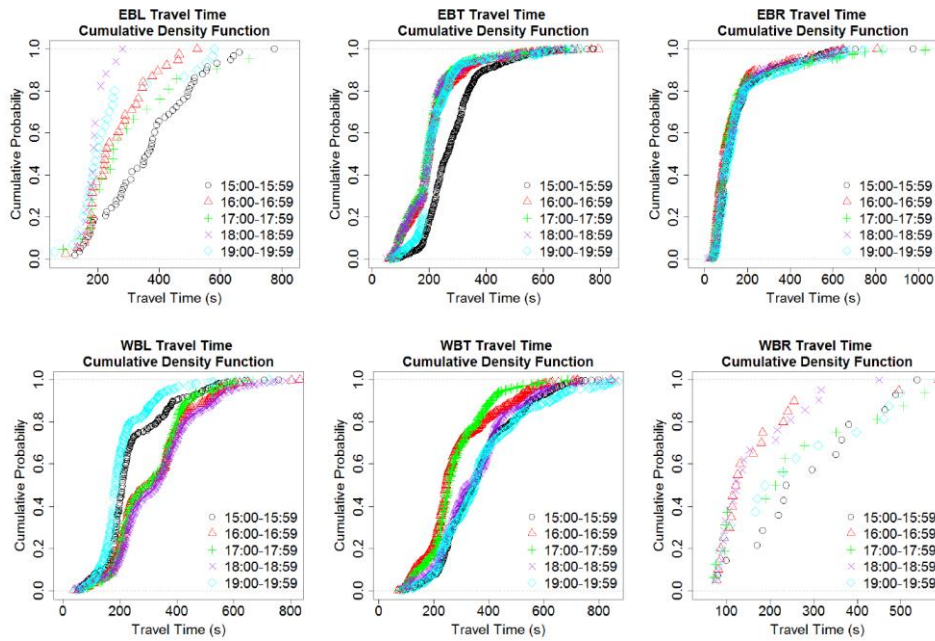 EBL Travel Time
Cumulative Density Function
Cumulative Probability
0.0 0.2 0.4 0.6 0.8 1.0
15:00-15:59
16:00-16:59
17:00-17:59
18:00-18:59
19:00-19:59
200 400 600 800
Travel Time (s)
EBT Travel Time
Cumulative Density Function
Cumulative Probability
0.0 0.2 0.4 0.6 0.8 1.0
15:00-15:59
16:00-16:59
17:00-17:59
18:00-18:59
19:00-19:59
0 200 400 600 800
Travel Time (s)
EBR Travel Time
Cumulative Density Function
Cumulative Probability
0.0 0.2 0.4 0.6 0.8 1.0
15:00-15:59
16:00-16:59
17:00-17:59
18:00-18:59
19:00-19:59
0 200 400 600 800 1000
Travel Time (s)
WBL Travel Time
Cumulative Density Function
Cumulative Probability
0.0 0.2 0.4 0.6 0.8 1.0
15:00-15:59
16:00-16:59
17:00-17:59
18:00-18:59
19:00-19:59
0 200 400 600 800
Travel Time (s)
WBT Travel Time
Cumulative Density Function
Cumulative Probability
0.0 0.2 0.4 0.6 0.8 1.0
15:00-15:59
16:00-16:59
17:00-17:59
18:00-18:59
19:00-19:59
0 200 400 600 800
Travel Time (s)
WBR Travel Time
Cumulative Density Function
Cumulative Probability
0.0 0.2 0.4 0.6 0.8 1.0
15:00-15:59
16:00-16:59
17:00-17:59
18:00-18:59
19:00-19:59
100 200 300 400 500
Travel Time (s)